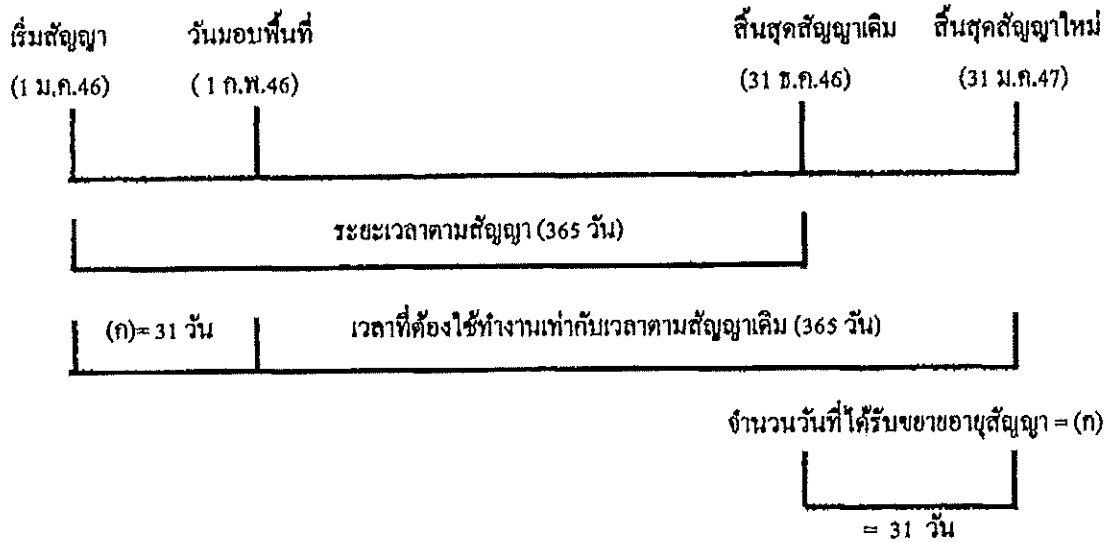 เริ่มสัญญา วันมอบพื้นที่ สิ้นสุดสัญญาเดิม สิ้นสุดสัญญาใหม่
(1 ม.ค.46) ( 1 ก.พ.46) (31 ธ.ค.46) (31 ม.ค.47)
ระยะเวลาตามสัญญา (365 วัน)
(ก)= 31 วัน เวลาที่ต้องใช้ทำงานเท่ากับเวลาตามสัญญาเดิม (365 วัน)
จำนวนวันที่ได้รับขยายอายุสัญญา = (ก)
= 31 วัน